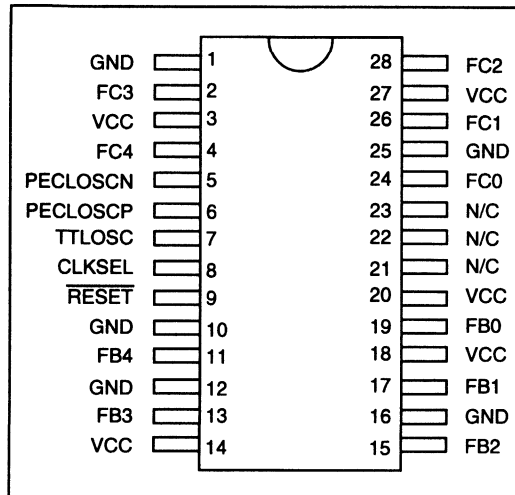 GND 1 28 FC2
FC3 2 27 VCC
VCC 3 26 FC1
FC4 4 25 GND
PECLOSCN 5 24 FC0
PECLOSCP 6 23 N/C
TTLOSC 7 22 N/C
CLKSEL 8 21 N/C
RESET 9 20 VCC
GND 10 19 FB0
FB4 11 18 VCC
GND 12 17 FB1
FB3 13 16 GND
VCC 14 15 FB2